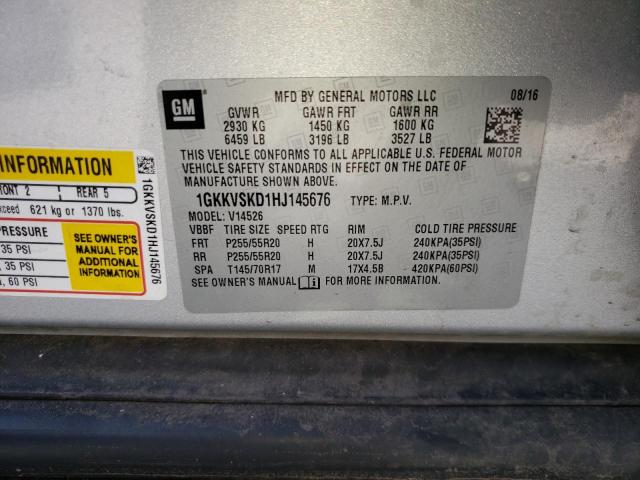 GM
MFD BY GENERAL MOTORS LLC
08/16
GVWR GAWR FRT GAWR RR
2930 KG 1450 KG 1600 KG
6459 LB 3196 LB 3527 LB
THIS VEHICLE CONFORMS TO ALL APPLICABLE U.S. FEDERAL MOTOR
VEHICLE SAFETY STANDARDS IN EFFECT ON THE DATE OF
MANUFACTURE SHOWN ABOVE.
1GKKVSKD1HJ145676 TYPE: M.P.V.
MODEL: V14526
VBBF TIRE SIZE SPEED RTG RIM COLD TIRE PRESSURE
FRT P255/55R20 H 20X7.5J 240KPA(35PSI)
RR P255/55R20 H 20X7.5J 240KPA(35PSI)
SPA T145/70R17 M 17X4.5B 420KPA(60PSI)
SEE OWNER'S MANUAL FOR MORE INFORMATION.
INFORMATION
FRONT 2 REAR 5
exceed 621 kg or 1370 lbs.
PRESSURE
35 PSI
, 35 PSI
, 60 PSI
SEE OWNER'S
MANUAL FOR
ADDITIONAL
INFORMATION
1GKKVSKD1HJ145676